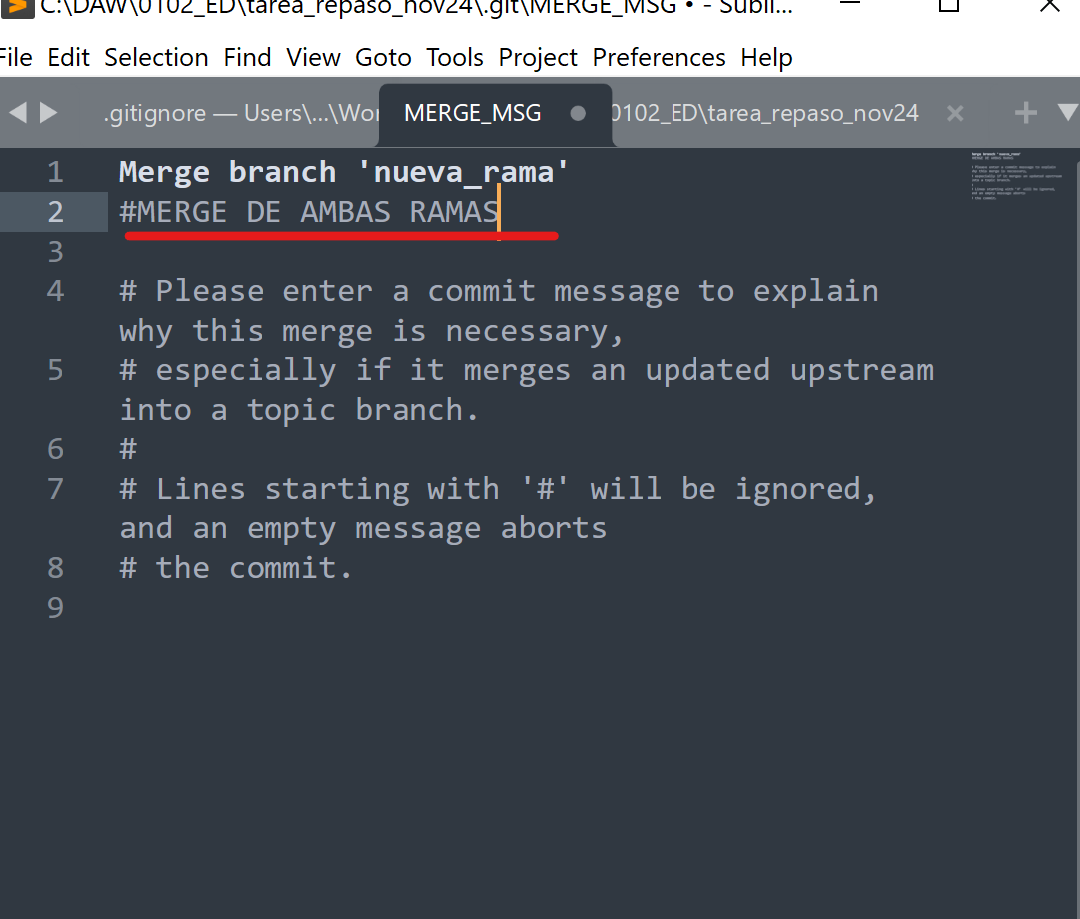 C:\DAW\0102_ED\tarea_repaso_nov24\.git\MERGE_MSG • - Subli...
File Edit Selection Find View Goto Tools Project Preferences Help
.gitignore — Users\...\Wor MERGE_MSG 0102_ED\tarea_repaso_nov24
1 Merge branch 'nueva_rama'
2 #MERGE DE AMBAS RAMAS
3
4 # Please enter a commit message to explain
why this merge is necessary,
5 # especially if it merges an updated upstream
into a topic branch.
6 #
7 # Lines starting with '#' will be ignored,
and an empty message aborts
8 # the commit.
9